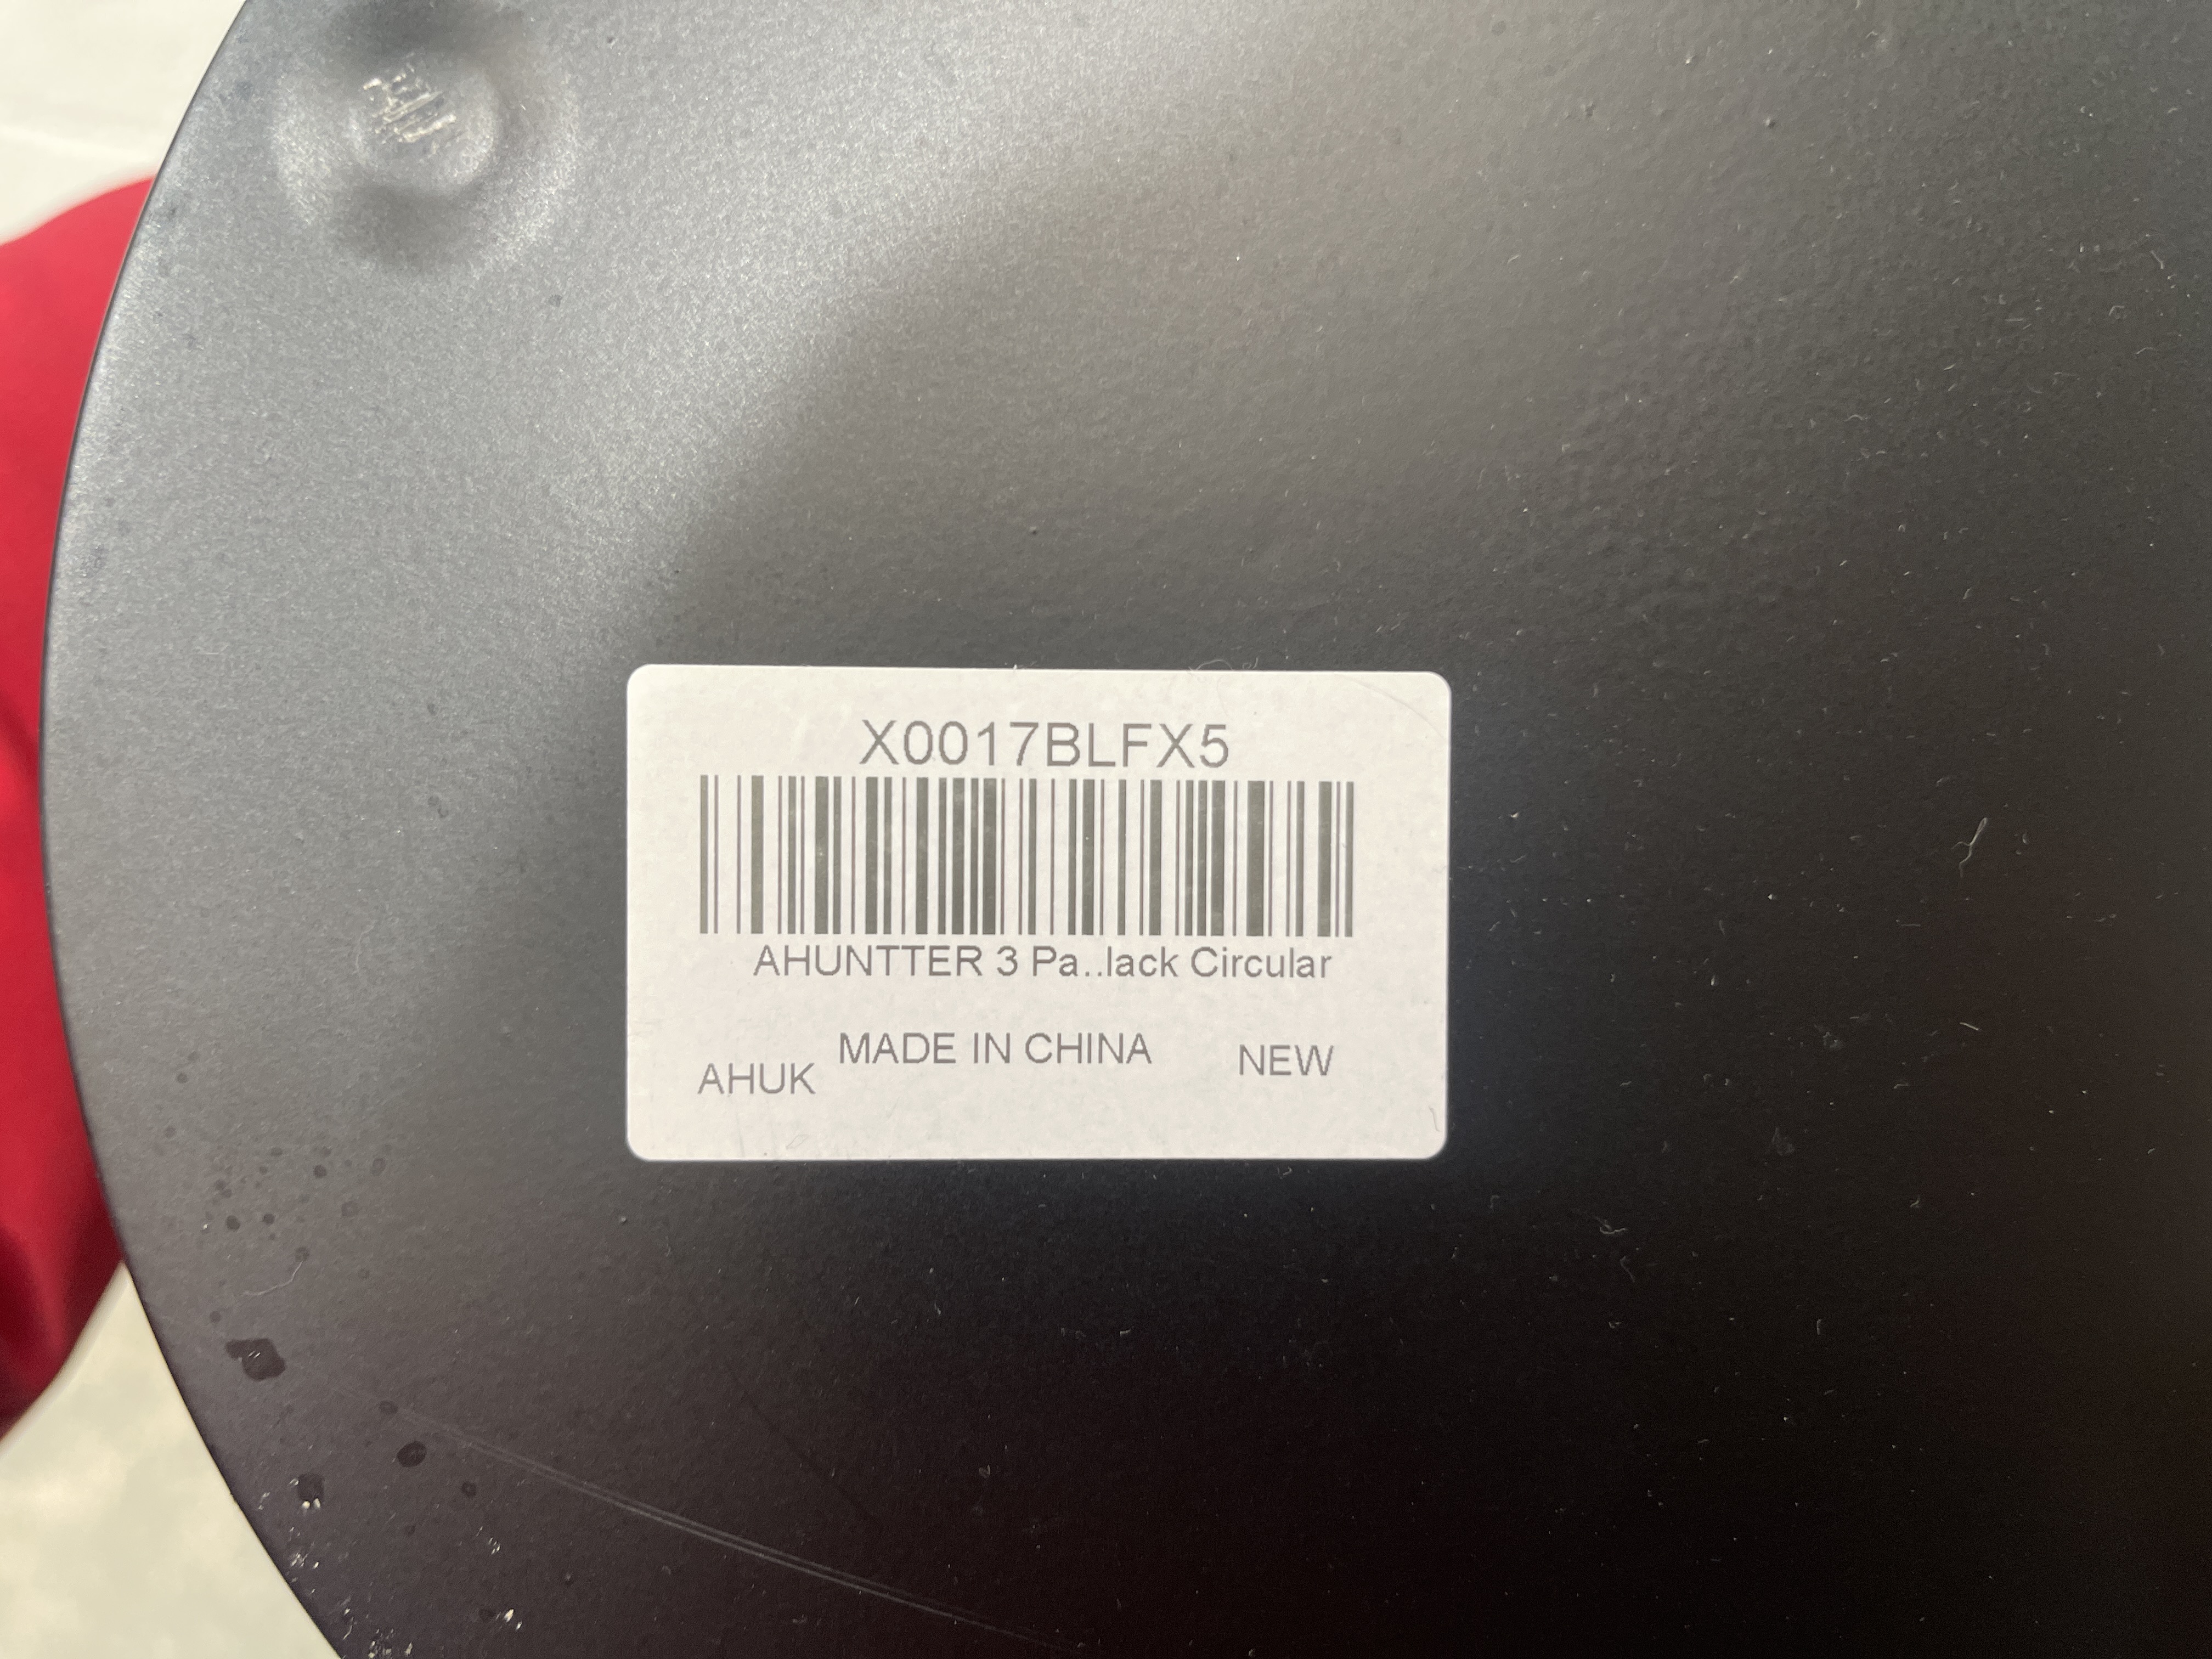 X0017BLFX5
AHUNTTER 3 Pa..lack Circular
MADE IN CHINA
NEW
AHUK